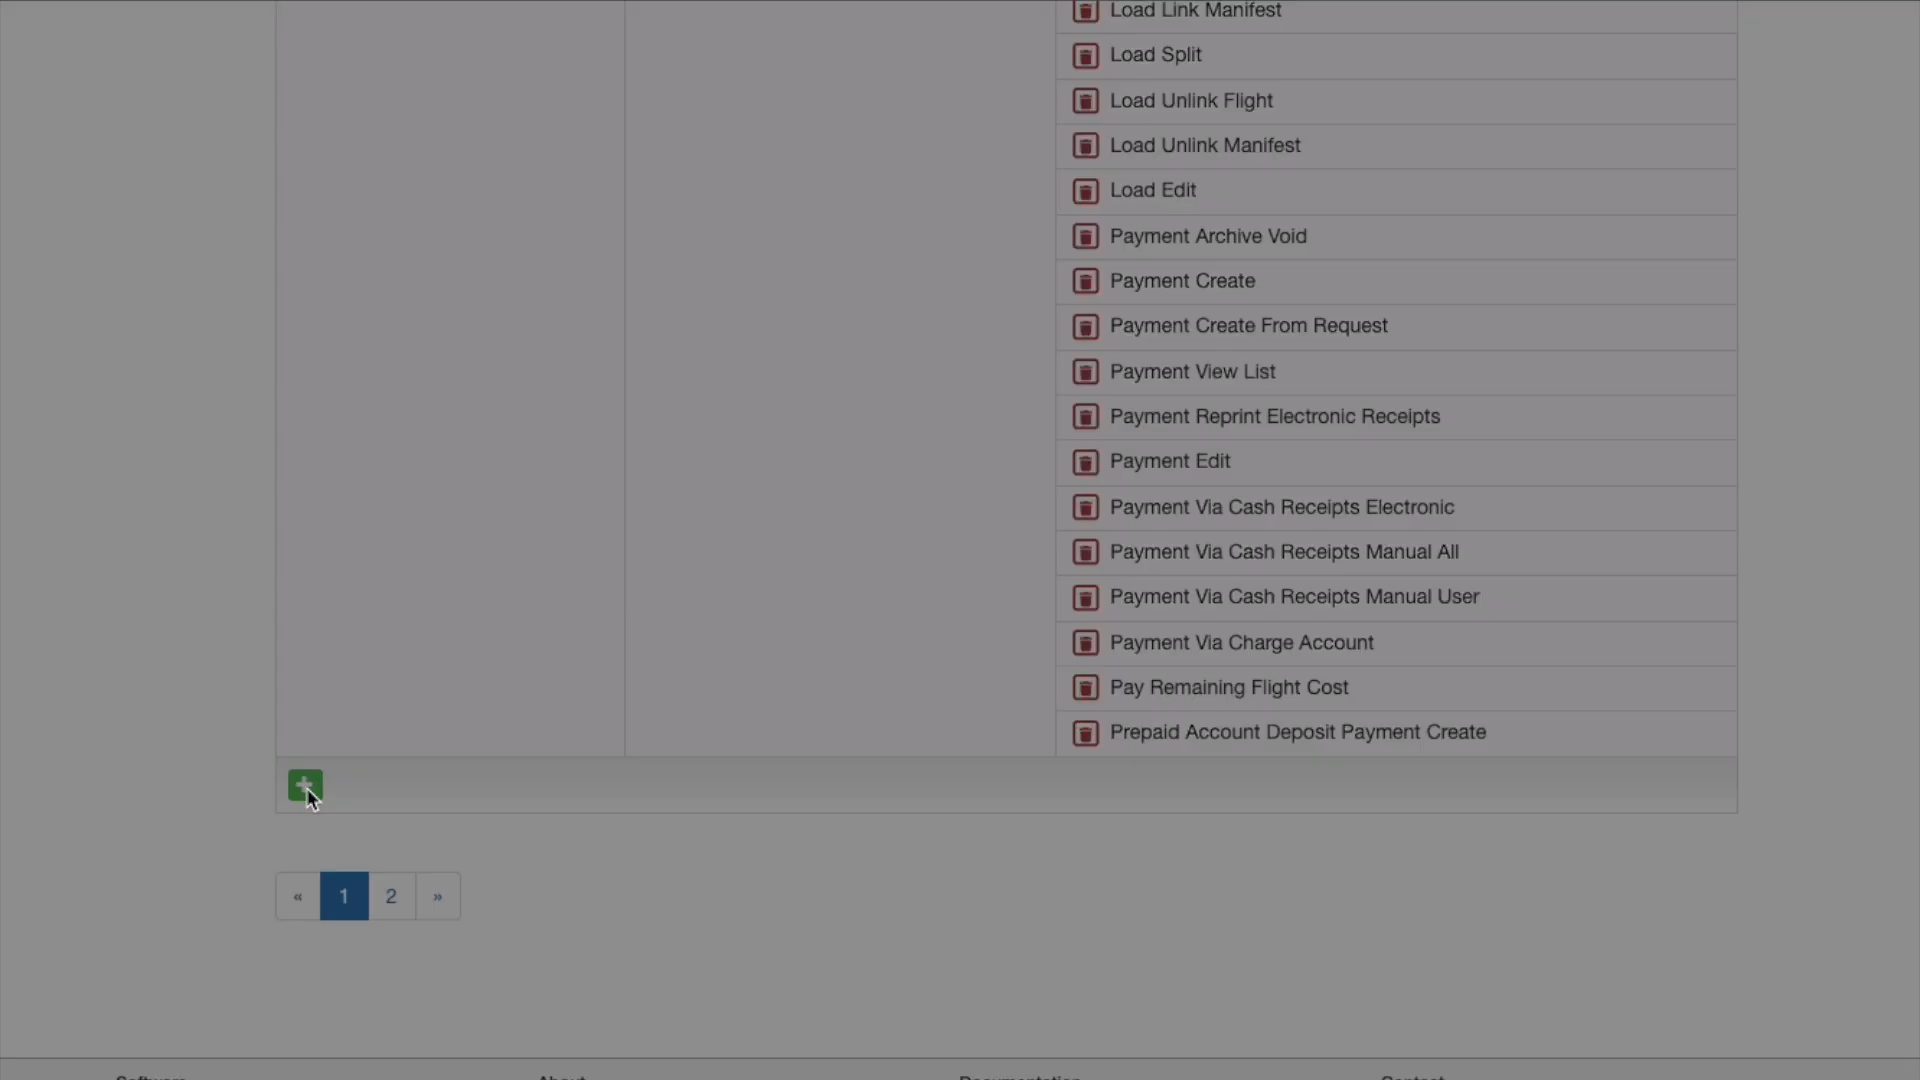 Load Link Manifest
Load Split
Load Unlink Flight
Load Unlink Manifest
Load Edit
Payment Archive Void
Payment Create
Payment Create From Request
Payment View List
Payment Reprint Electronic Receipts
Payment Edit
Payment Via Cash Receipts Electronic
Payment Via Cash Receipts Manual All
Payment Via Cash Receipts Manual User
Payment Via Charge Account
Pay Remaining Flight Cost
Prepaid Account Deposit Payment Create
« 1 2 »
Software About Documentation Contact